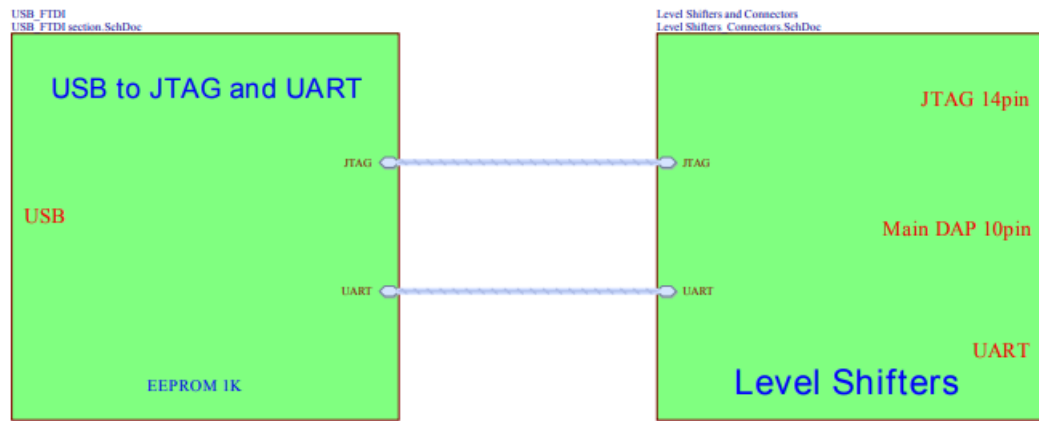 USB_FTDI
USB_FTDI section.SchDoc
USB to JTAG and UART
JTAG
USB
UART
EEPROM 1K
Level Shifters and Connectors
Level Shifters_Connectors.SchDoc
JTAG 14pin
JTAG
Main DAP 10pin
UART
UART
Level Shifters